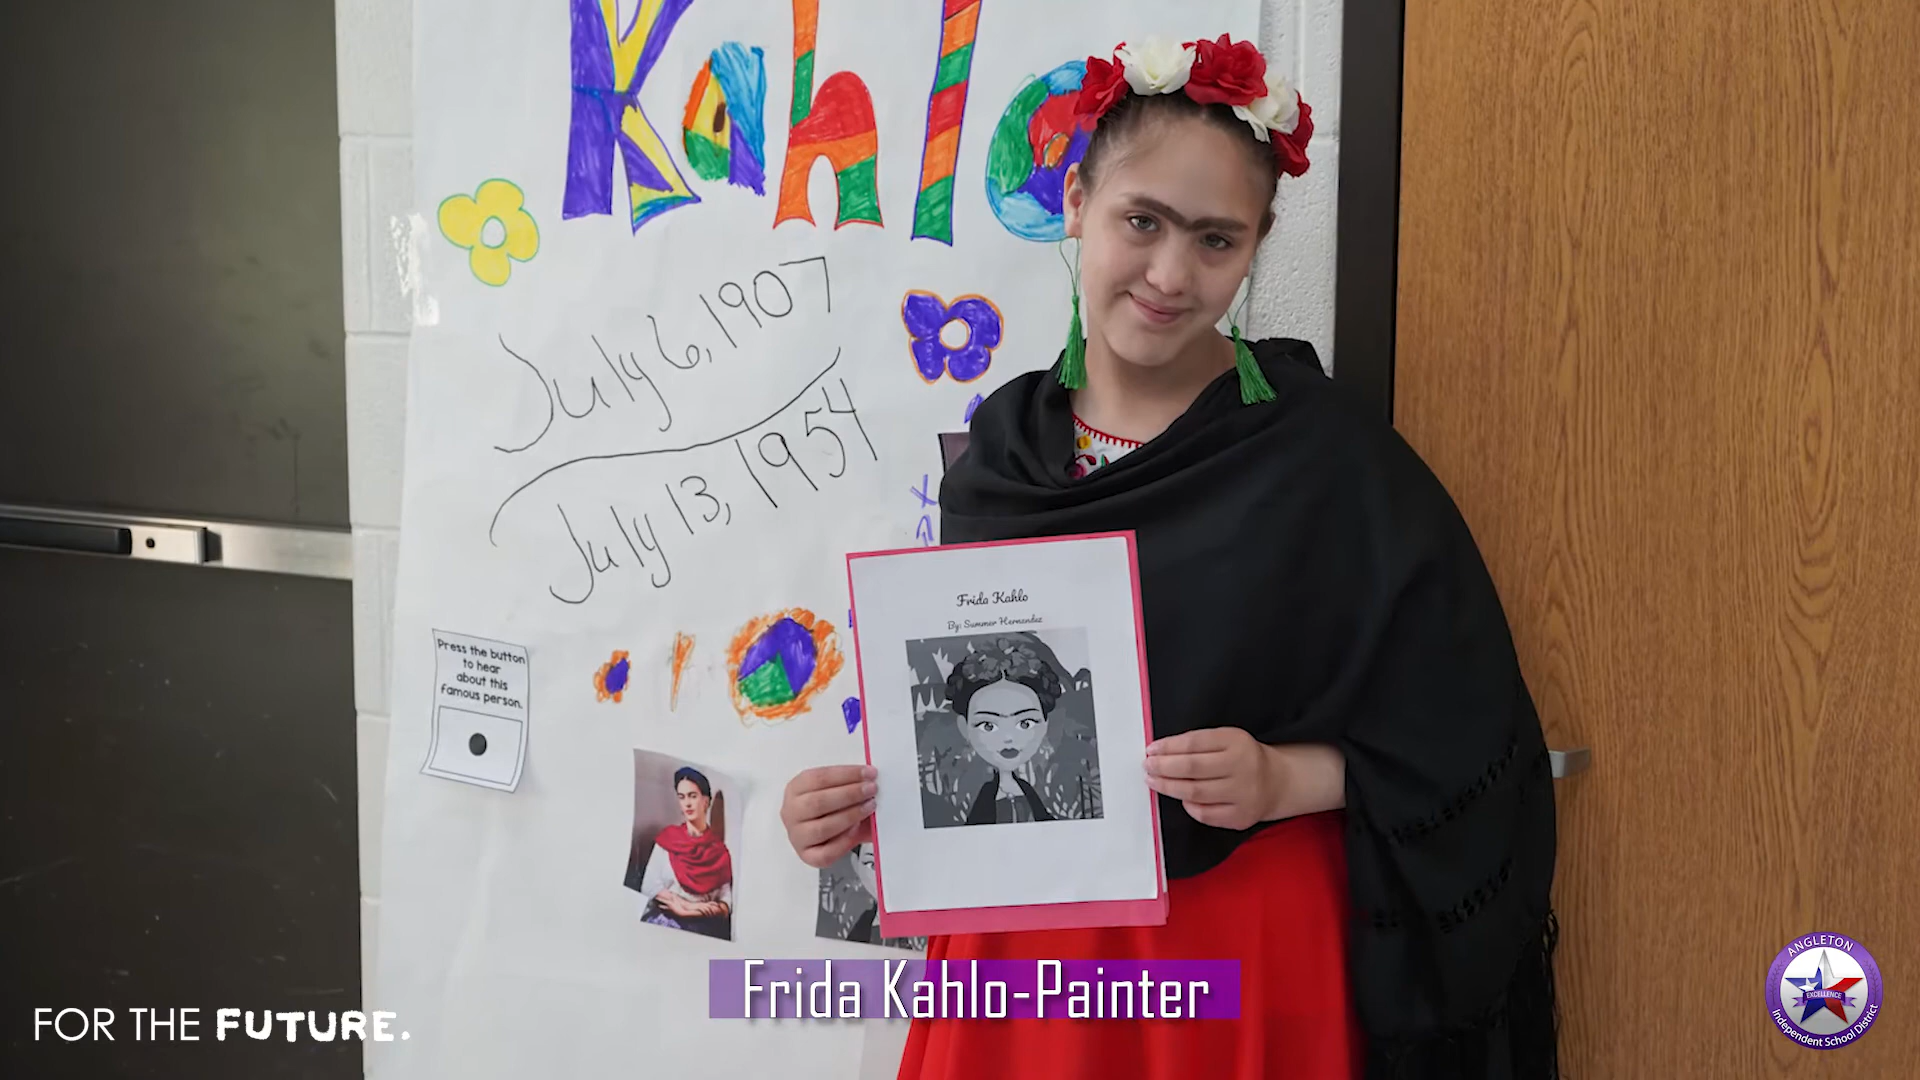 Kahlo
July 6, 1907
July 13, 1954
Press the button
to hear
about this
famous person.
Frida Kahlo
By: Summer Hernandez
Frida Kahlo-Painter
FOR THE FUTURE.
ANGLETON
EXCELLENCE
Independent School District